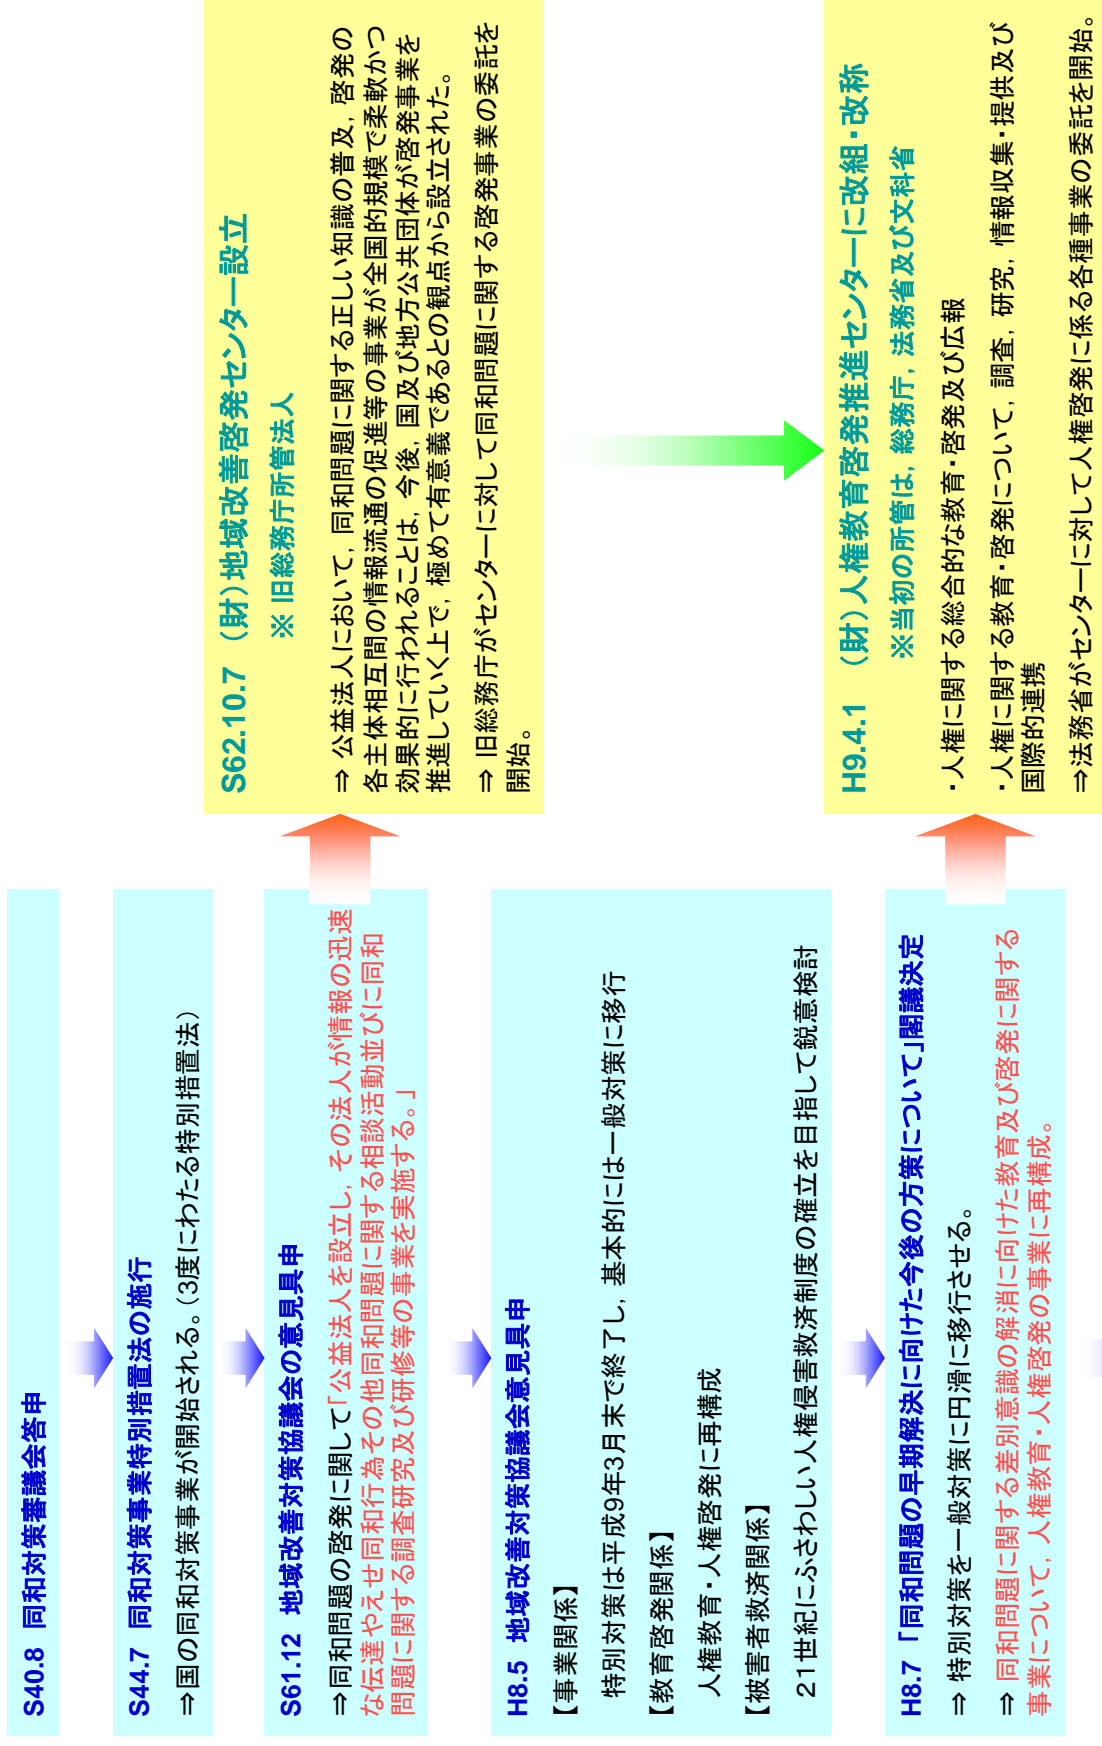 S40.8 同和対策審議会答申
S44.7 同和対策事業特別措置法の施行
⇒国の同和対策事業が開始される。（3度にわたる特別措置法）
S61.12 地域改善対策協議会の意見具申
⇒同和問題の啓発に関して「公益法人を設立し，その法人が情報の迅速
な伝達やえせ同和行為その他同和問題に関する相談活動並びに同和
問題に関する調査研究及び研修等の事業を実施する。」
H8.5 地域改善対策協議会意見具申
【事業関係】
特別対策は平成9年3月末で終了し，基本的には一般対策に移行
【教育啓発関係】
人権教育・人権啓発に再構成
【被害者救済関係】
２１世紀にふさわしい人権侵害救済制度の確立を目指して鋭意検討
H8.7 「同和問題の早期解決に向けた今後の方策について」閣議決定
⇒ 特別対策を一般対策に円滑に移行させる。
⇒ 同和問題に関する差別意識の解消に向けた教育及び啓発に関する
事業について，人権教育・人権啓発の事業に再構成。
S62.10.7 （財）地域改善啓発センター設立
※ 旧総務庁所管法人
⇒ 公益法人において，同和問題に関する正しい知識の普及，啓発の
各主体相互間の情報流通の促進等の事業が全国的規模で柔軟かつ
効果的に行われることは，今後，国及び地方公共団体が啓発事業を
推進していく上で，極めて有意義であるとの観点から設立された。
⇒ 旧総務庁がセンターに対して同和問題に関する啓発事業の委託を
開始。
H9.4.1 （財）人権教育啓発推進センターに改組・改称
※当初の所管は，総務庁，法務省及び文科省
・人権に関する総合的な教育・啓発及び広報
・人権に関する教育・啓発について，調査，研究，情報収集・提供及び
国際的連携
⇒法務省がセンターに対して人権啓発に係る各種事業の委託を開始。